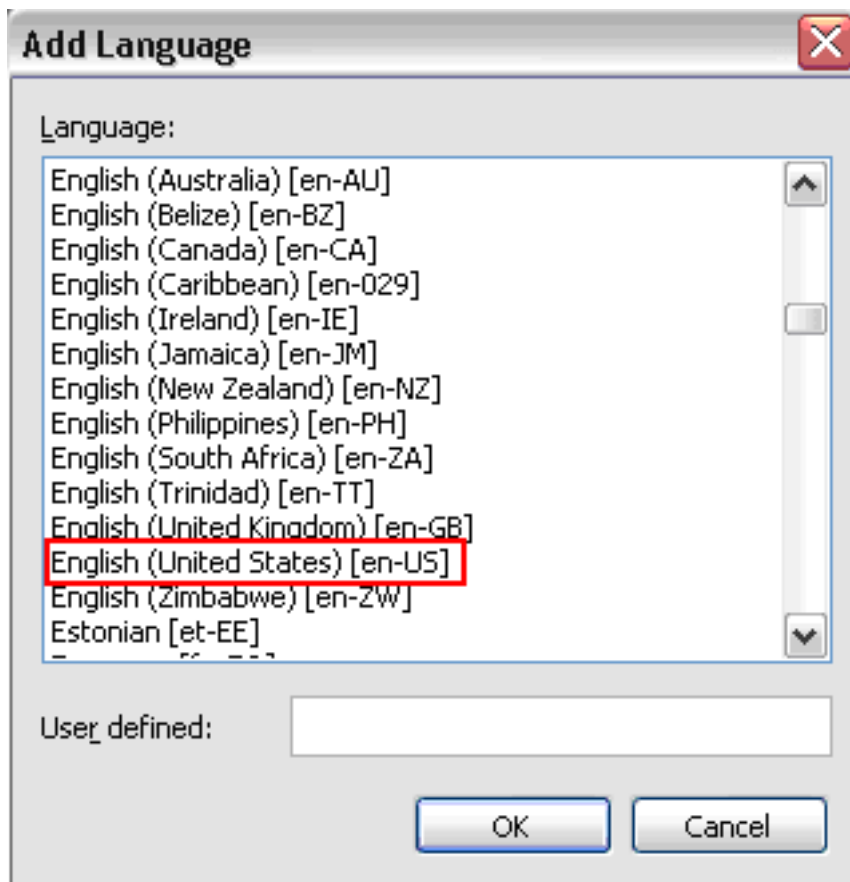 Add Language
Language:
English (Australia) [en-AU]
English (Belize) [en-BZ]
English (Canada) [en-CA]
English (Caribbean) [en-029]
English (Ireland) [en-IE]
English (Jamaica) [en-JM]
English (New Zealand) [en-NZ]
English (Philippines) [en-PH]
English (South Africa) [en-ZA]
English (Trinidad) [en-TT]
English (United Kingdom) [en-GB]
English (United States) [en-US]
English (Zimbabwe) [en-ZW]
Estonian [et-EE]
User defined:
OK Cancel